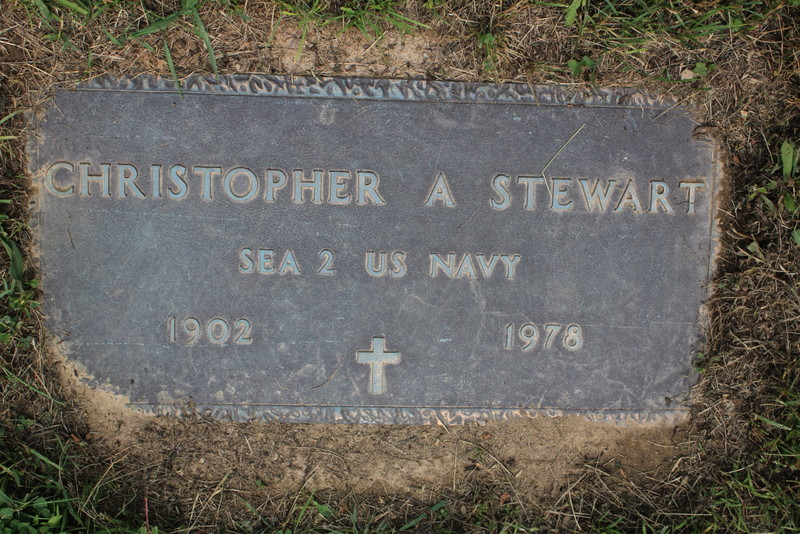 CHRISTOPHER A STEWART
SEA 2 US NAVY
1902 1978